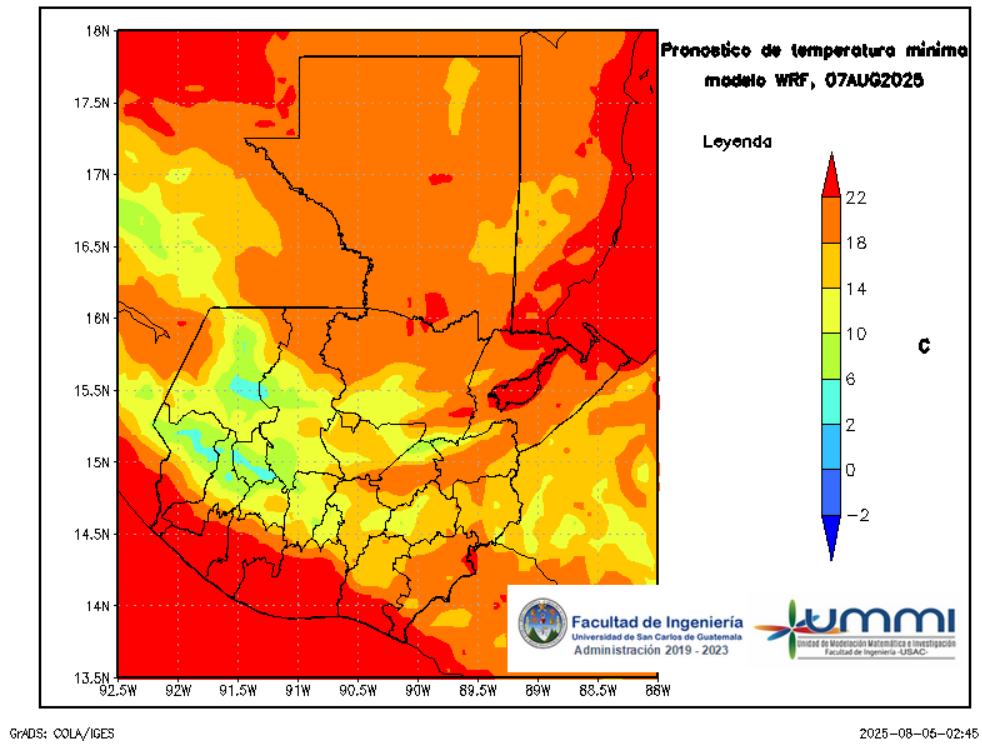 Pronostico de temperatura minima
modelo WRF, 07AUG2025
Leyenda
22
18
14
10
6
2
0
−2
C
18N
17.5N
17N
16.5N
16N
15.5N
15N
14.5N
14N
13.5N
92.5W 92W 91.5W 91W 90.5W 90W 89.5W 89W 88.5W 88W
Facultad de Ingeniería
Universidad de San Carlos de Guatemala
Administración 2019 - 2023
ummi
Unidad de Modelación Matemática e Investigación
Facultad de Ingeniería -USAC-
GrADS: COLA/IGES
2025-08-05-02:45